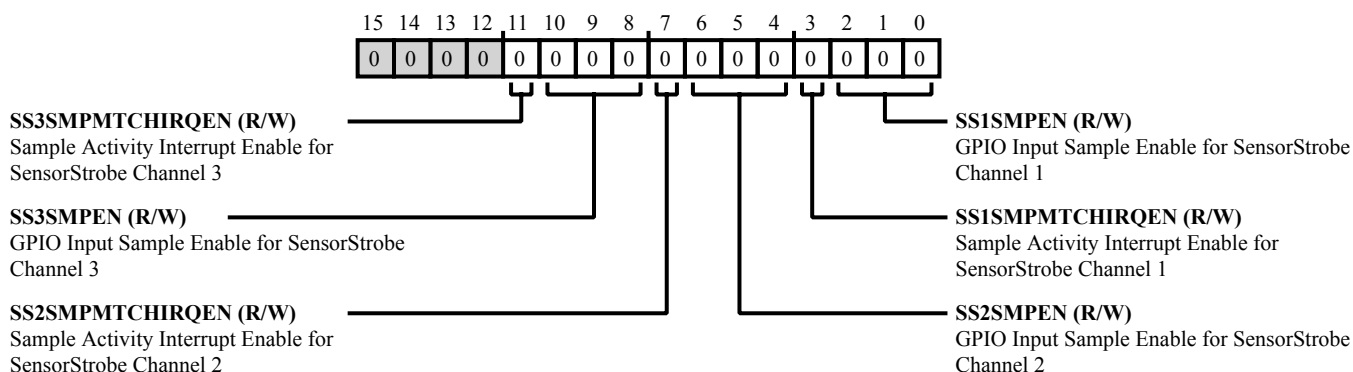 15 14 13 12 11 10 9 8 7 6 5 4 3 2 1 0
0 0 0 0 0 0 0 0 0 0 0 0 0 0 0 0
SS3SMPMTCHIRQEN (R/W)
Sample Activity Interrupt Enable for
SensorStrobe Channel 3
SS3SMPEN (R/W)
GPIO Input Sample Enable for SensorStrobe
Channel 3
SS2SMPMTCHIRQEN (R/W)
Sample Activity Interrupt Enable for
SensorStrobe Channel 2
SS1SMPEN (R/W)
GPIO Input Sample Enable for SensorStrobe
Channel 1
SS1SMPMTCHIRQEN (R/W)
Sample Activity Interrupt Enable for
SensorStrobe Channel 1
SS2SMPEN (R/W)
GPIO Input Sample Enable for SensorStrobe
Channel 2